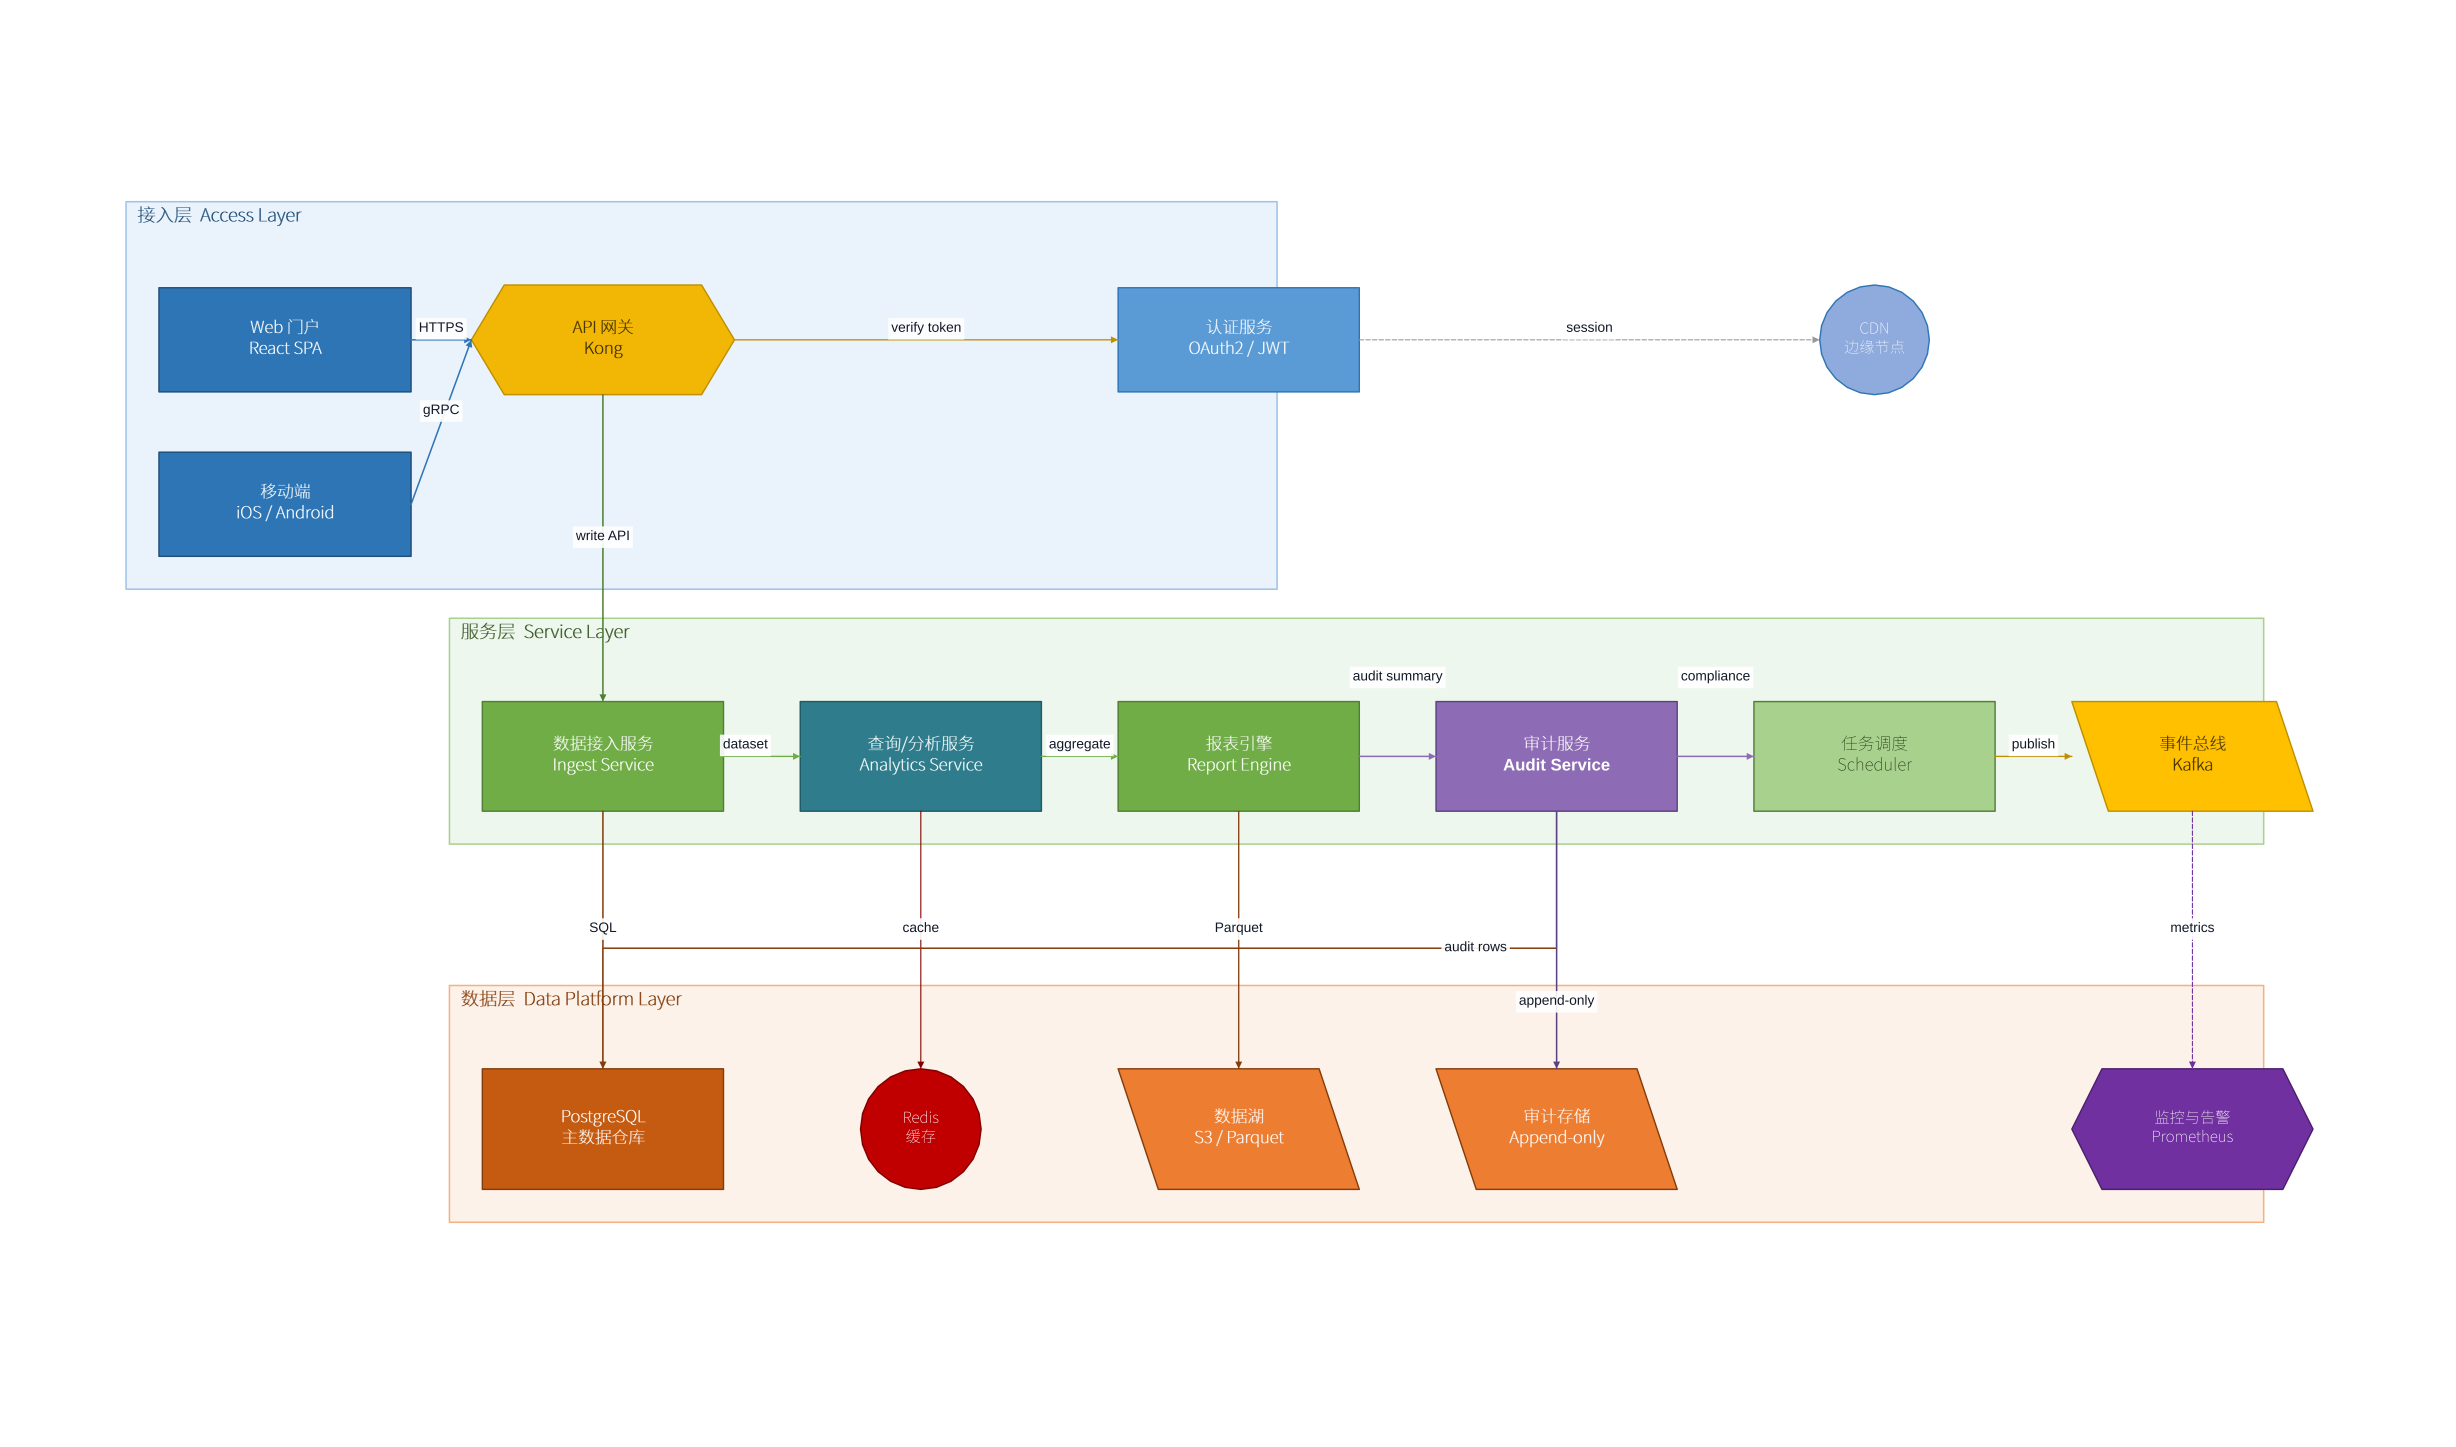 接入层  Access Layer
Web 门户
React SPA
HTTPS
API 网关
Kong
verify token
认证服务
OAuth2 / JWT
session
CDN
边缘节点
gRPC
移动端
iOS / Android
write API
服务层  Service Layer
audit summary
compliance
数据接入服务
Ingest Service
dataset
查询/分析服务
Analytics Service
aggregate
报表引擎
Report Engine
审计服务
Audit Service
任务调度
Scheduler
publish
事件总线
Kafka
SQL
cache
Parquet
audit rows
metrics
数据层  Data Platform Layer
append-only
PostgreSQL
主数据仓库
Redis
缓存
数据湖
S3 / Parquet
审计存储
Append-only
监控与告警
Prometheus